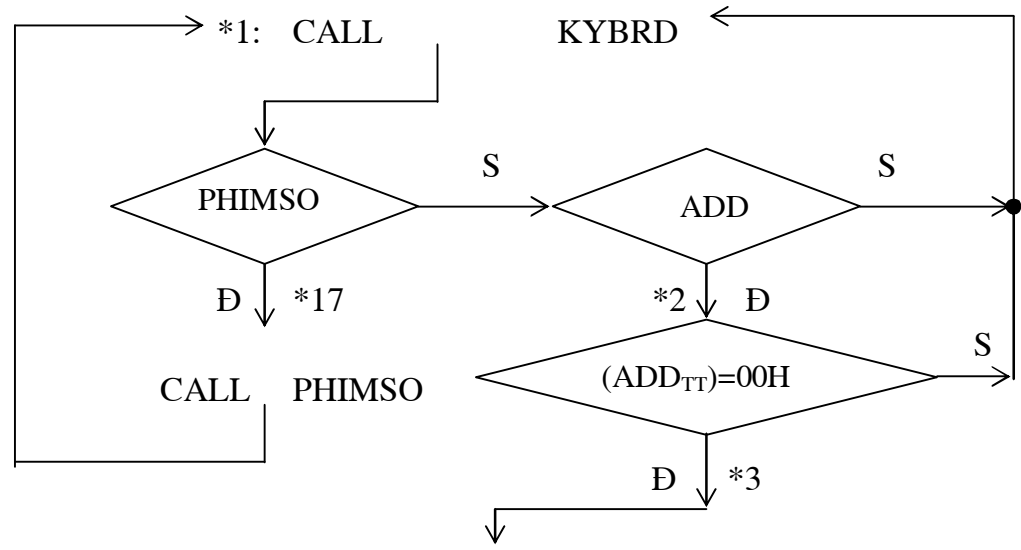 *1: CALL KYBRD
S
S
PHIMSO
ADD
Đ *17
*2 Đ
S
(ADDTT)=00H
CALL PHIMSO
Đ *3